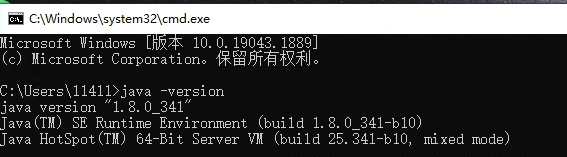 C:\Windows\system32\cmd.exe
Microsoft Windows [版本 10.0.19043.1889]
(c) Microsoft Corporation。保留所有权利。
C:\Users\11411>java -version
java version "1.8.0_341"
Java(TM) SE Runtime Environment (build 1.8.0_341-b10)
Java HotSpot(TM) 64-Bit Server VM (build 25.341-b10, mixed mode)